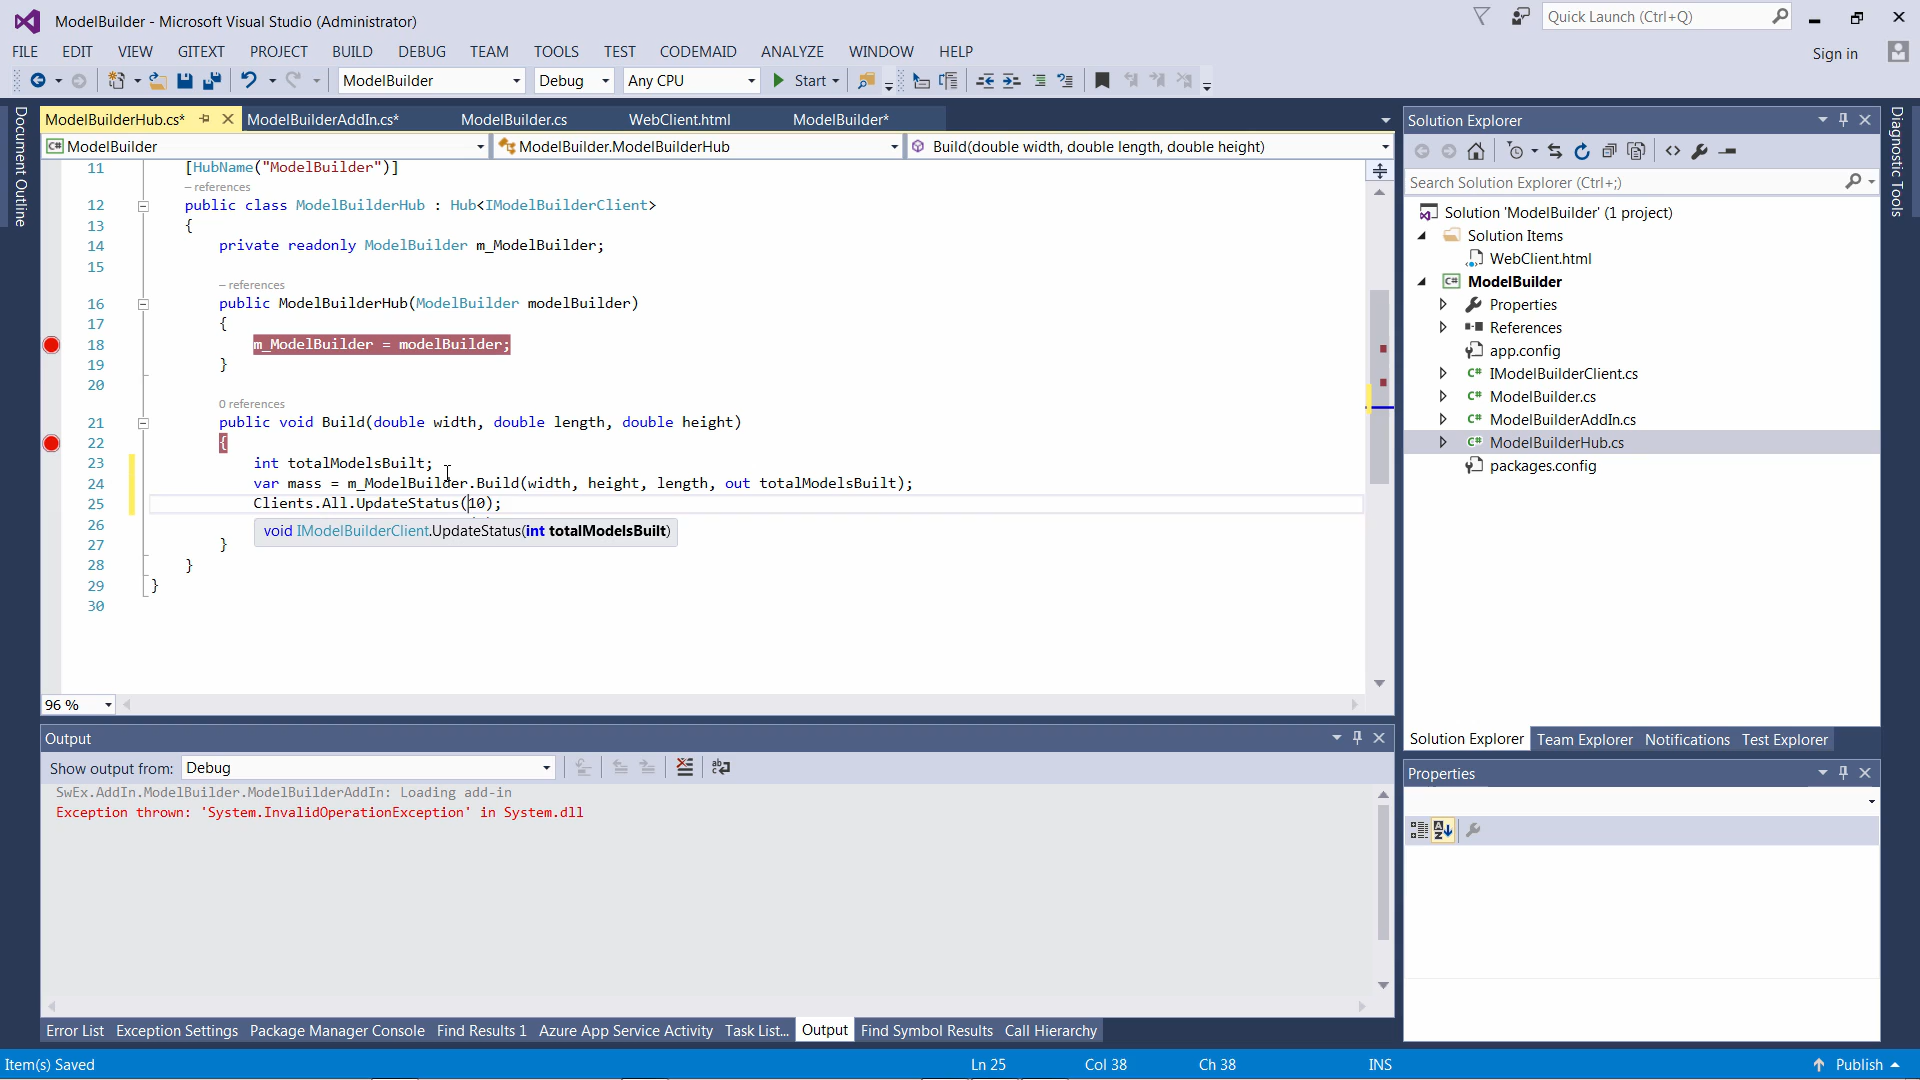 ModelBuilder - Microsoft Visual Studio (Administrator)
Quick Launch (Ctrl+Q)
FILE EDIT VIEW GITEXT PROJECT BUILD DEBUG TEAM TOOLS TEST CODEMAID ANALYZE WINDOW HELP
Sign in
ModelBuilder Debug Any CPU Start
Document Outline
ModelBuilderHub.cs* ModelBuilderAddIn.cs* ModelBuilder.cs WebClient.html ModelBuilder*
C# ModelBuilder ModelBuilder.ModelBuilderHub Build(double width, double length, double height)
11 [HubName("ModelBuilder")]
– references
12 public class ModelBuilderHub : Hub<IModelBuilderClient>
13 {
14 private readonly ModelBuilder m_ModelBuilder;
15
– references
16 public ModelBuilderHub(ModelBuilder modelBuilder)
17 {
18 m_ModelBuilder = modelBuilder;
19 }
20
0 references
21 public void Build(double width, double length, double height)
22 {
23 int totalModelsBuilt;
24 var mass = m_ModelBuilder.Build(width, height, length, out totalModelsBuilt);
25 Clients.All.UpdateStatus(10);
26
void IModelBuilderClient.UpdateStatus(int totalModelsBuilt)
27 }
28 }
29 }
30
96 %
Output
Show output from: Debug
SwEx.AddIn.ModelBuilder.ModelBuilderAddIn: Loading add-in
Exception thrown: 'System.InvalidOperationException' in System.dll
Error List Exception Settings Package Manager Console Find Results 1 Azure App Service Activity Task List... Output Find Symbol Results Call Hierarchy
Solution Explorer
Search Solution Explorer (Ctrl+;)
Solution 'ModelBuilder' (1 project)
Solution Items
WebClient.html
C# ModelBuilder
Properties
References
app.config
C# IModelBuilderClient.cs
C# ModelBuilder.cs
C# ModelBuilderAddIn.cs
C# ModelBuilderHub.cs
packages.config
Solution Explorer Team Explorer Notifications Test Explorer
Properties
Diagnostic Tools
Item(s) Saved Ln 25 Col 38 Ch 38 INS Publish